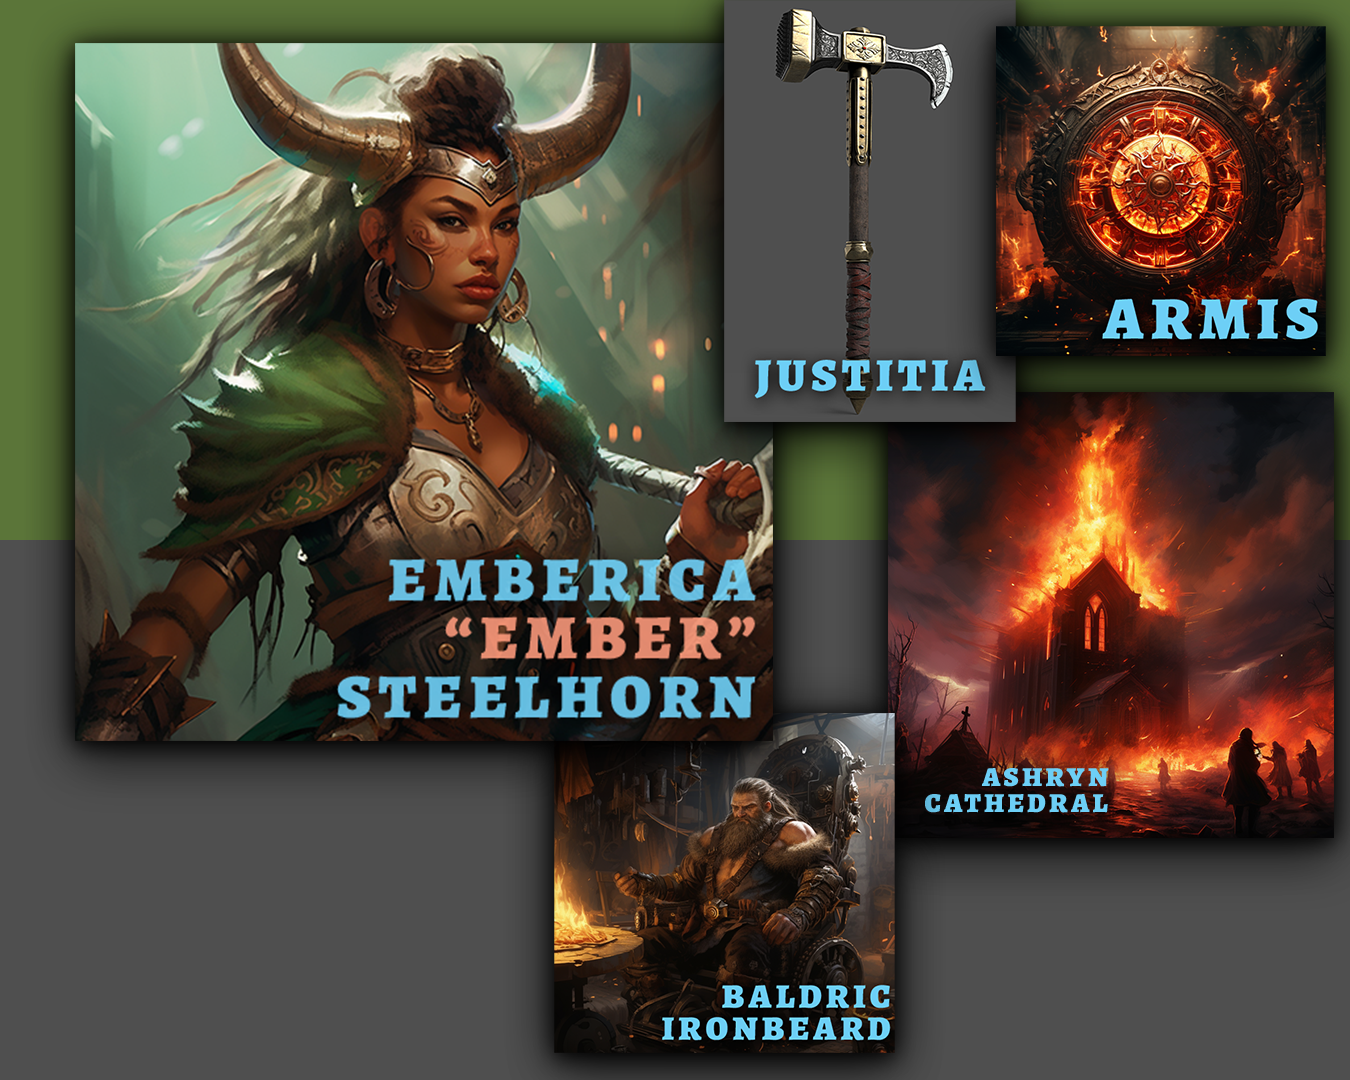 EMBERICA
“EMBER”
STEELHORN
JUSTITIA
ARMIS
ASHRYN
CATHEDRAL
BALDRIC
IRONBEARD